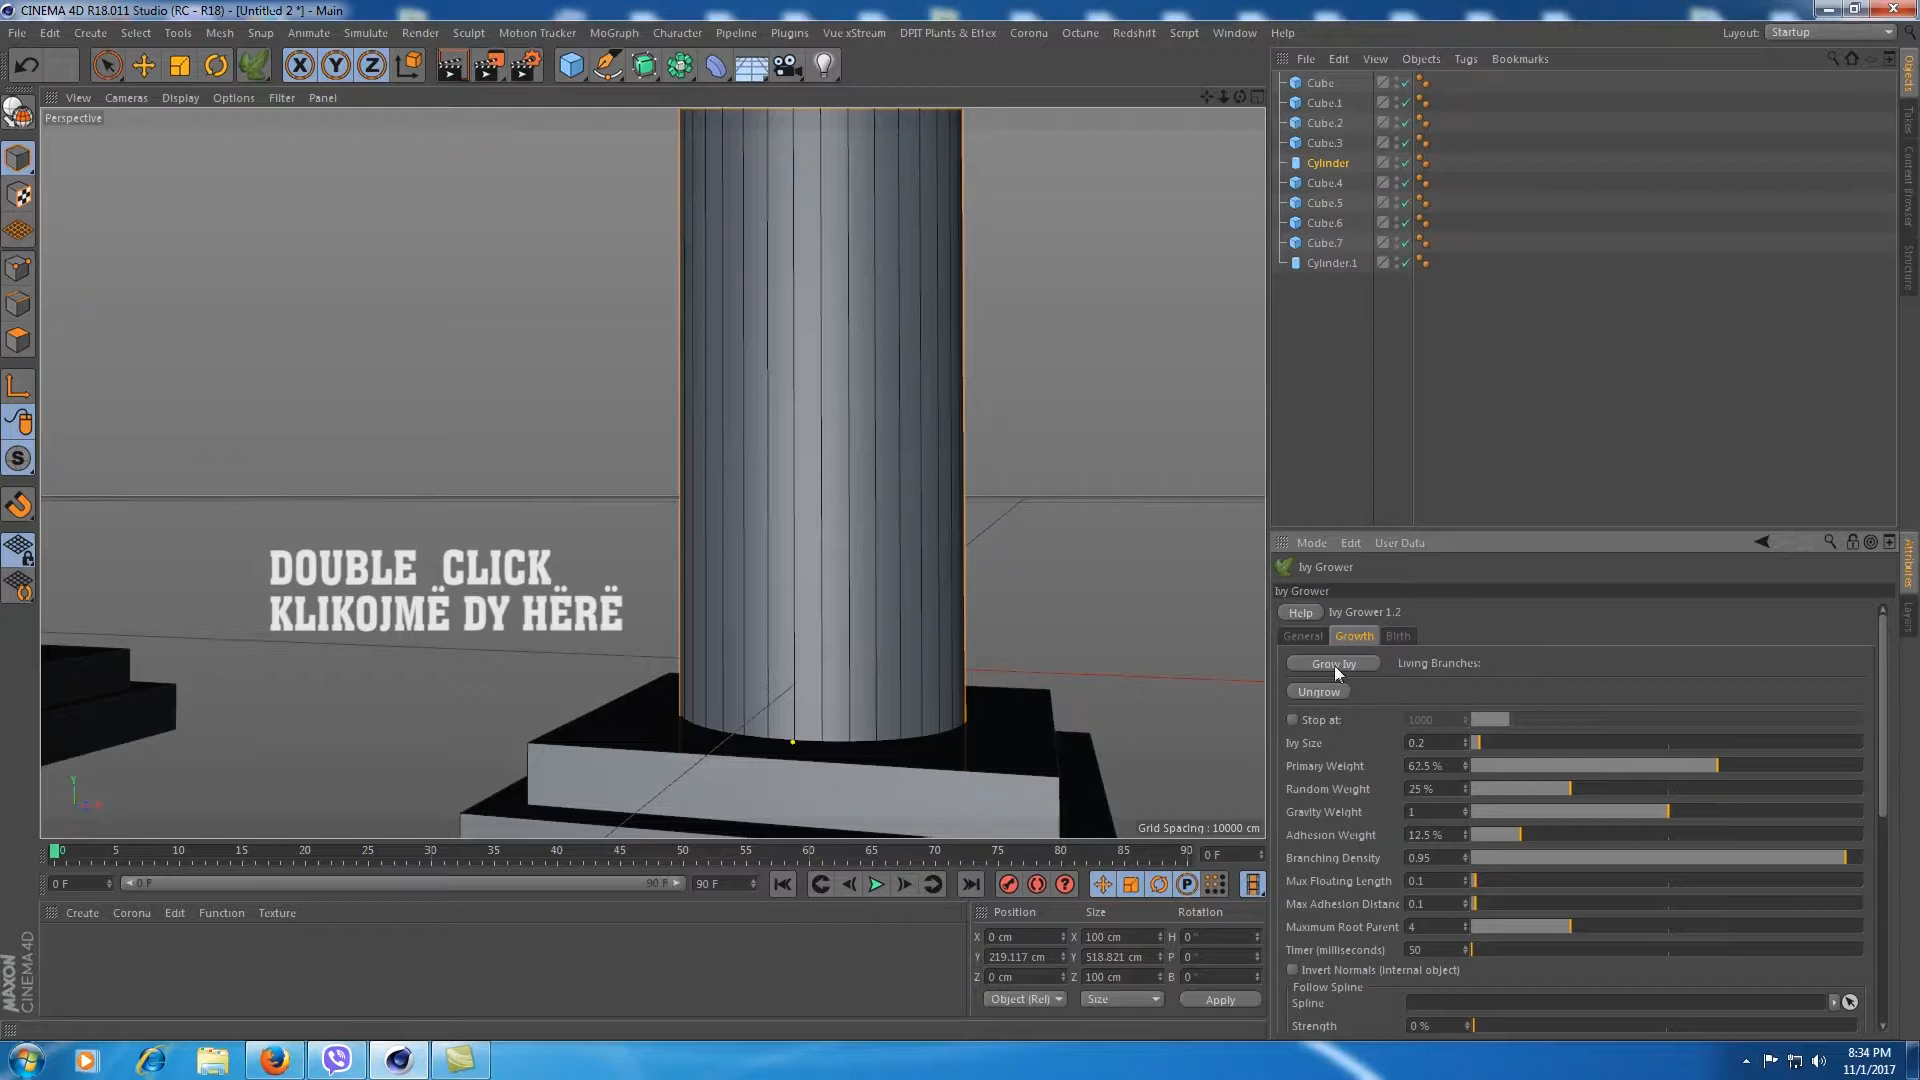 CINEMA 4D R18.011 Studio (RC - R18) - [Untitled 2 *] - Main
File Edit Create Select Tools Mesh Snap Animate Simulate Render Sculpt Motion Tracker MoGraph Character Pipeline Plugins Vue xStream DPIT Plants & Effex Corona Octane Redshift Script Window Help Layout: Startup
File Edit View Objects Tags Bookmarks
View Cameras Display Options Filter Panel
Perspective
Cube
Cube.1
Cube.2
Cube.3
Cylinder
Cube.4
Cube.5
Cube.6
Cube.7
Cylinder.1
Objects
Takes
Content Browser
Structure
DOUBLE CLICK
KLIKOJMË DY HËRË
Y
Grid Spacing : 10000 cm
Mode Edit User Data
Ivy Grower
Ivy Grower
Help Ivy Grower 1.2
General Growth Birth
Grow Ivy Living Branches:
Ungrow
Stop at: 1000
Ivy Size 0.2
Primary Weight 62.5 %
Random Weight 25 %
Gravity Weight 1
Adhesion Weight 12.5 %
Branching Density 0.95
Max Floating Length 0.1
Max Adhesion Distanc 0.1
Maximum Root Parent 4
Timer (milliseconds) 50
Invert Normals (internal object)
Follow Spline
Spline
Strength 0 %
Attributes
Layers
0 5 10 15 20 25 30 35 40 45 50 55 60 65 70 75 80 85 90 0 F
0 F 0 F 90 F 90 F
Create Corona Edit Function Texture
Position Size Rotation
X 0 cm X 100 cm H 0 °
Y 219.117 cm Y 518.821 cm P 0 °
Z 0 cm Z 100 cm B 0 °
Object (Rel) Size Apply
MAXON
CINEMA 4D
8:34 PM
11/1/2017